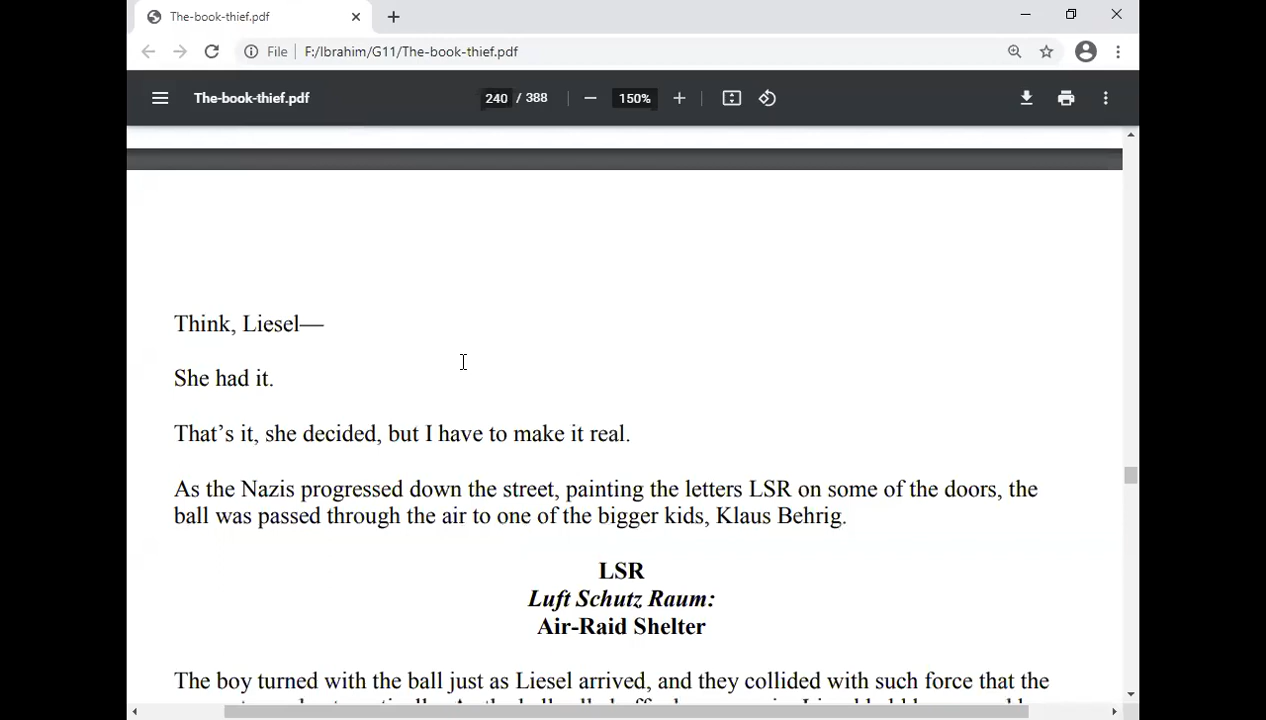 The-book-thief.pdf
File F:/Ibrahim/G11/The-book-thief.pdf
The-book-thief.pdf 240 / 388 150%
Think, Liesel—
She had it.
That’s it, she decided, but I have to make it real.
As the Nazis progressed down the street, painting the letters LSR on some of the doors, the
ball was passed through the air to one of the bigger kids, Klaus Behrig.
LSR
Luft Schutz Raum:
Air-Raid Shelter
The boy turned with the ball just as Liesel arrived, and they collided with such force that the